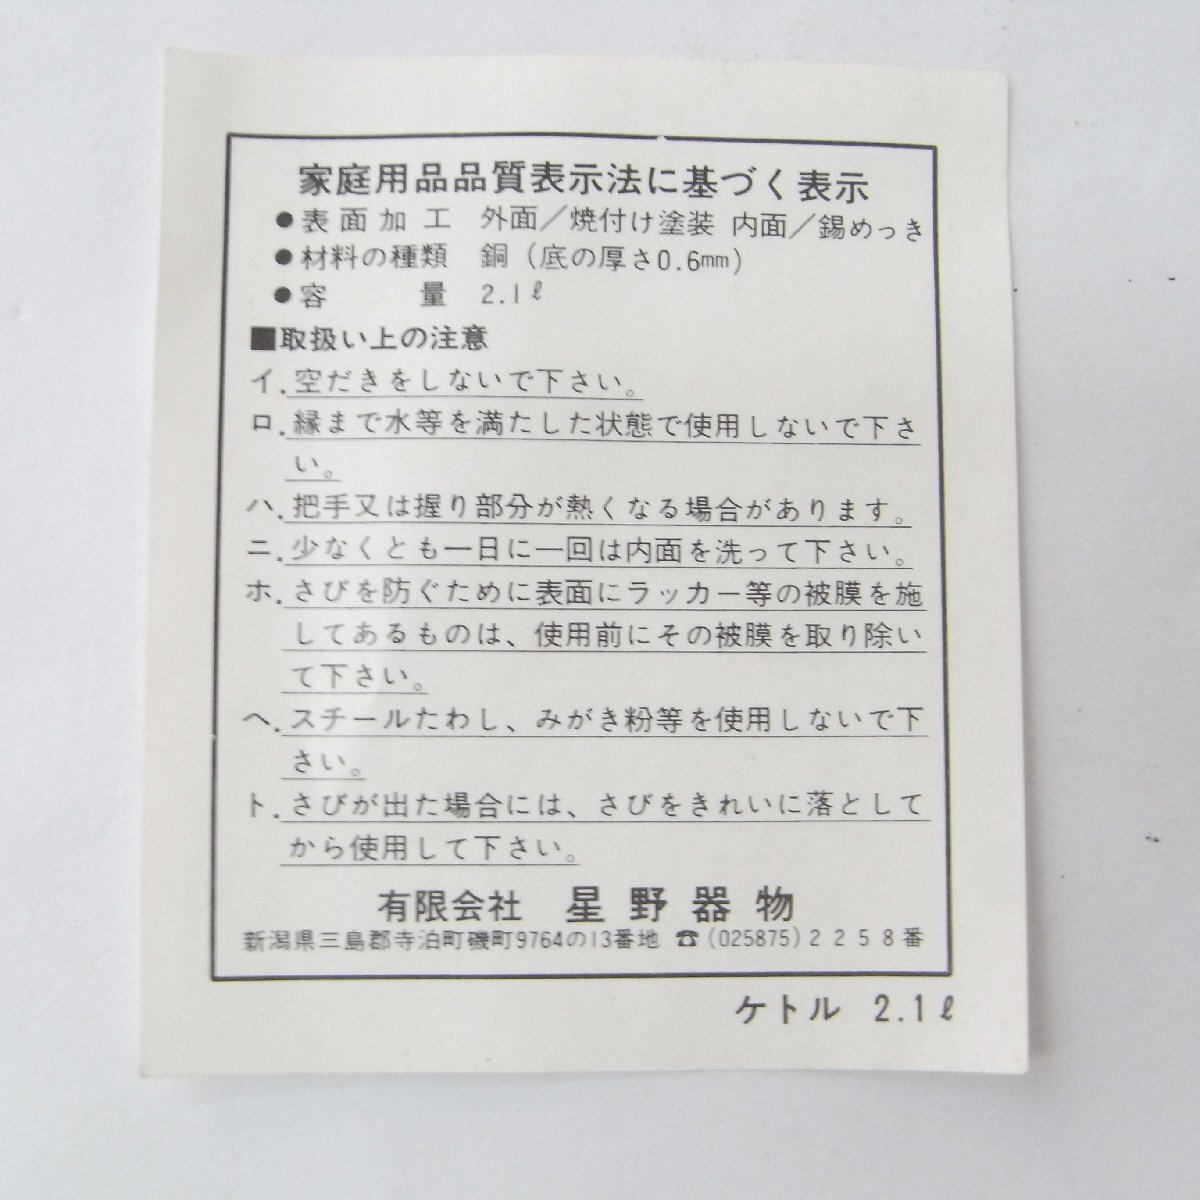 家庭用品品質表示法に基づく表示
●表面加工 外面／焼付け塗装 内面／錫めっき
●材料の種類 銅（底の厚さ0.6mm）
●容量 2.1ℓ
■取扱い上の注意
イ.空だきをしないで下さい。
ロ.縁まで水等を満たした状態で使用しないで下さ
い。
ハ.把手又は握り部分が熱くなる場合があります。
ニ.少なくとも一日に一回は内面を洗って下さい。
ホ.さびを防ぐために表面にラッカー等の被膜を施
してあるものは、使用前にその被膜を取り除い
て下さい。
ヘ.スチールたわし、みがき粉等を使用しないで下
さい。
ト.さびが出た場合には、さびをきれいに落として
から使用して下さい。
有限会社 星野器物
新潟県三島郡寺泊町磯町9764の13番地 ☎(025875)2258番
ケトル 2.1ℓ